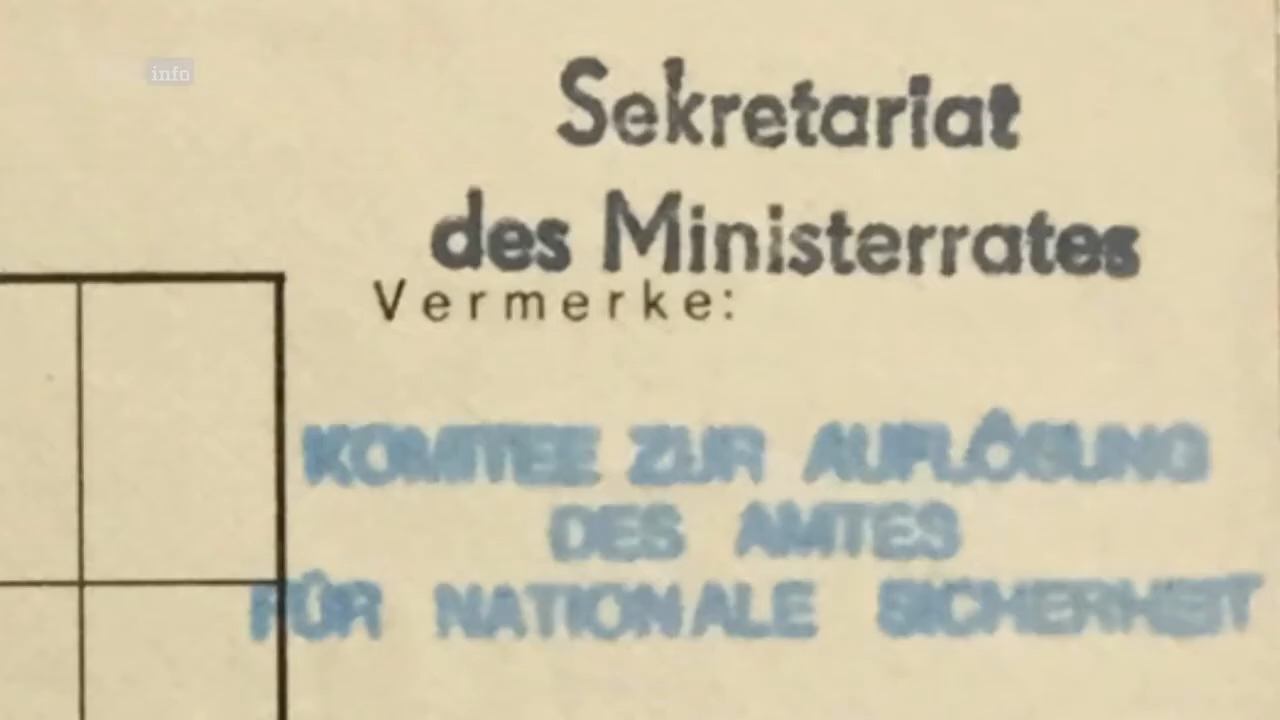 info
Sekretariat
des Ministerrates
Vermerke:
KOMITEE ZUR AUFLÖSUNG
DES AMTES
FÜR NATIONALE SICHERHEIT